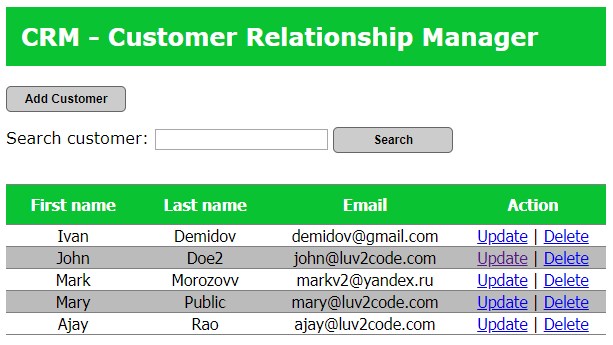 CRM - Customer Relationship Manager
Add Customer
Search customer: Search
First name Last name Email Action
Ivan Demidov demidov@gmail.com Update | Delete
John Doe2 john@luv2code.com Update | Delete
Mark Morozovv markv2@yandex.ru Update | Delete
Mary Public mary@luv2code.com Update | Delete
Ajay Rao ajay@luv2code.com Update | Delete